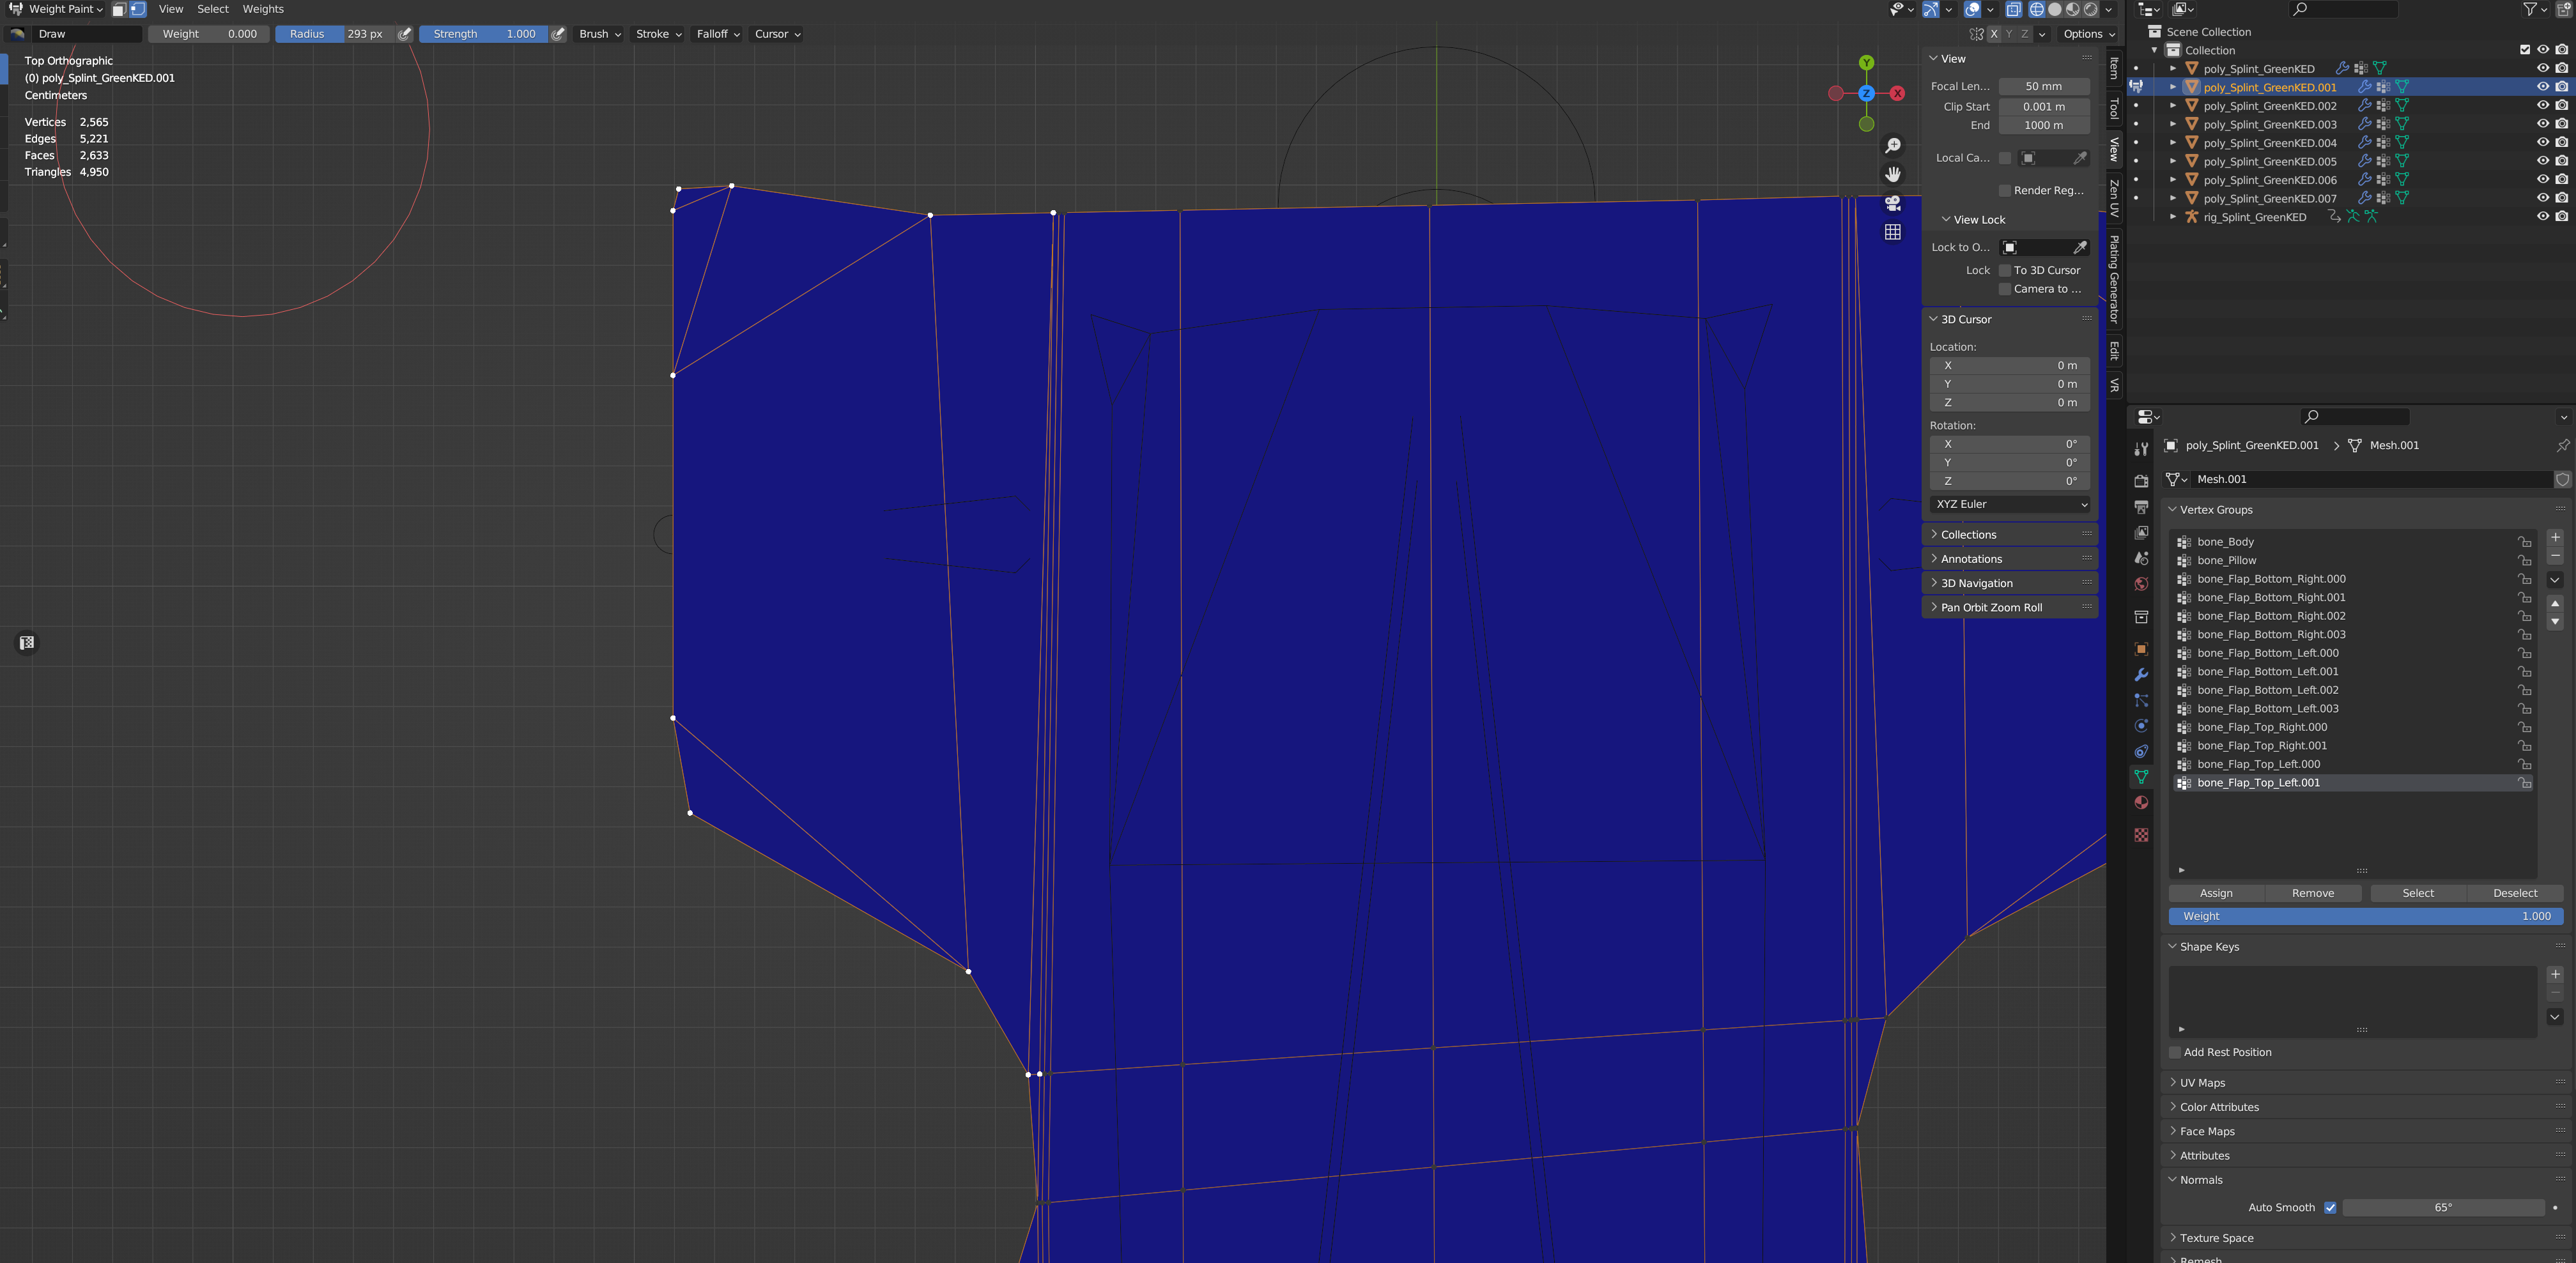 Weight Paint View Select Weights
Draw Weight 0.000 Radius 293 px Strength 1.000 Brush Stroke Falloff Cursor X Y Z Options
Top Orthographic
(0) poly_Splint_GreenKED.001
Centimeters
Vertices 2,565
Edges 5,221
Faces 2,633
Triangles 4,950
Y
Z
X
View
Focal Len... 50 mm
Clip Start 0.001 m
End 1000 m
Local Ca...
Render Reg...
View Lock
Lock to O...
Lock To 3D Cursor
Camera to ...
3D Cursor
Location:
X 0 m
Y 0 m
Z 0 m
Rotation:
X 0°
Y 0°
Z 0°
XYZ Euler
Collections
Annotations
3D Navigation
Pan Orbit Zoom Roll
Item
Tool
View
Zen UV
Plating Generator
Edit
VR
Scene Collection
Collection
poly_Splint_GreenKED
poly_Splint_GreenKED.001
poly_Splint_GreenKED.002
poly_Splint_GreenKED.003
poly_Splint_GreenKED.004
poly_Splint_GreenKED.005
poly_Splint_GreenKED.006
poly_Splint_GreenKED.007
rig_Splint_GreenKED
poly_Splint_GreenKED.001 Mesh.001
Mesh.001
Vertex Groups
bone_Body
bone_Pillow
bone_Flap_Bottom_Right.000
bone_Flap_Bottom_Right.001
bone_Flap_Bottom_Right.002
bone_Flap_Bottom_Right.003
bone_Flap_Bottom_Left.000
bone_Flap_Bottom_Left.001
bone_Flap_Bottom_Left.002
bone_Flap_Bottom_Left.003
bone_Flap_Top_Right.000
bone_Flap_Top_Right.001
bone_Flap_Top_Left.000
bone_Flap_Top_Left.001
Assign Remove Select Deselect
Weight 1.000
Shape Keys
Add Rest Position
UV Maps
Color Attributes
Face Maps
Attributes
Normals
Auto Smooth 65°
Texture Space
Remesh